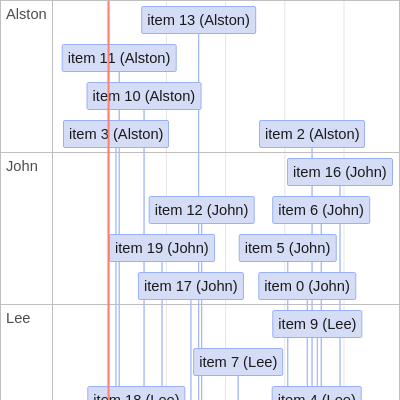 Alston
item 13 (Alston)
item 11 (Alston)
item 10 (Alston)
item 3 (Alston)
item 2 (Alston)
John
item 16 (John)
item 12 (John)
item 6 (John)
item 19 (John)
item 5 (John)
item 17 (John)
item 0 (John)
Lee
item 9 (Lee)
item 7 (Lee)
item 18 (Lee)
item 4 (Lee)